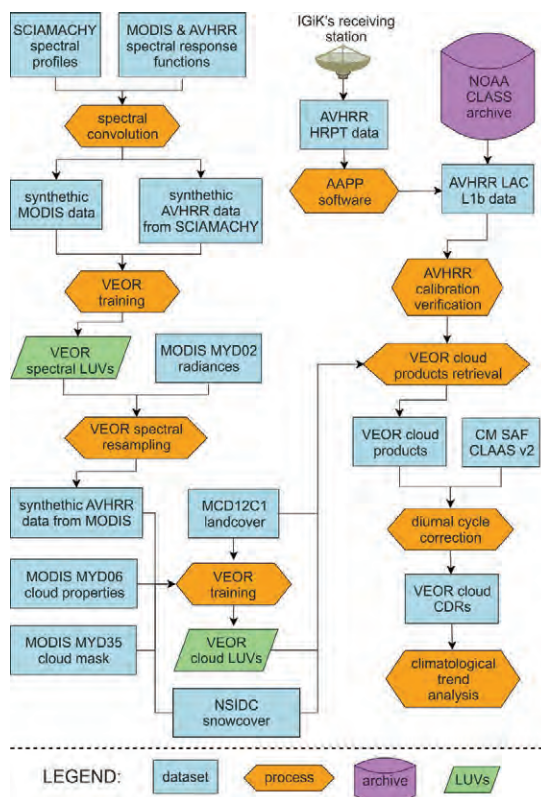 SCIAMACHY
spectral
profiles
MODIS & AVHRR
spectral response
functions
spectral
convolution
synthethic
MODIS data
synthethic
AVHRR data
from SCIAMACHY
VEOR
training
VEOR
spectral LUVs
MODIS MYD02
radiances
VEOR spectral
resampling
synthethic AVHRR
data from MODIS
MCD12C1
landcover
MODIS MYD06
cloud properties
VEOR
training
MODIS MYD35
cloud mask
VEOR
cloud LUVs
NSIDC
snowcover
IGiK's receiving
station
AVHRR
HRPT data
NOAA
CLASS
archive
AAPP
software
AVHRR LAC
L1b data
AVHRR
calibration
verification
VEOR cloud
products retrieval
VEOR cloud
products
CM SAF
CLAAS v2
diurnal cycle
correction
VEOR cloud
CDRs
climatological
trend
analysis
LEGEND:
dataset
process
archive
LUVs